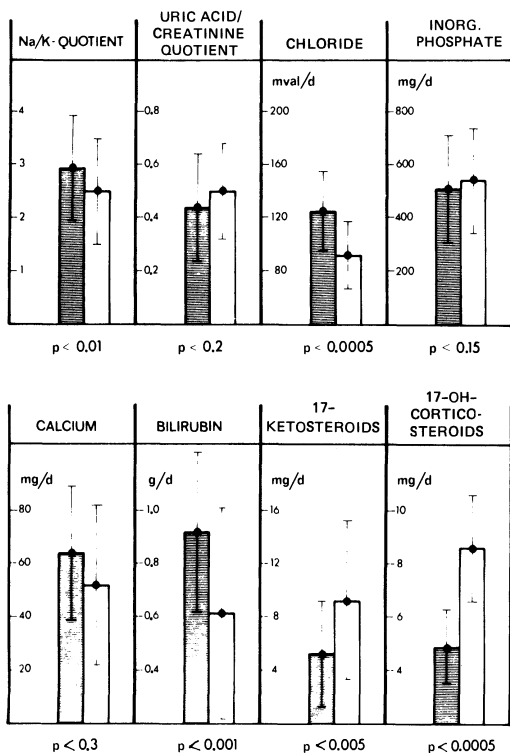 Na/K-QUOTIENT
4
3
2
1
p < 0.01
URIC ACID/
CREATININE
QUOTIENT
0,8
0,6
0,4
0,2
p < 0.2
CHLORIDE
mval/d
200
160
120
80
p < 0,0005
INORG.
PHOSPHATE
mg/d
800
600
400
200
p < 0.15
CALCIUM
mg/d
80
60
40
20
p < 0,3
BILIRUBIN
g/d
1,0
0,8
0,6
0,4
p < 0,001
17-
KETOSTEROIDS
mg/d
16
12
8
4
p < 0,005
17-OH-
CORTICO-
STEROIDS
mg/d
10
8
6
4
p < 0,0005